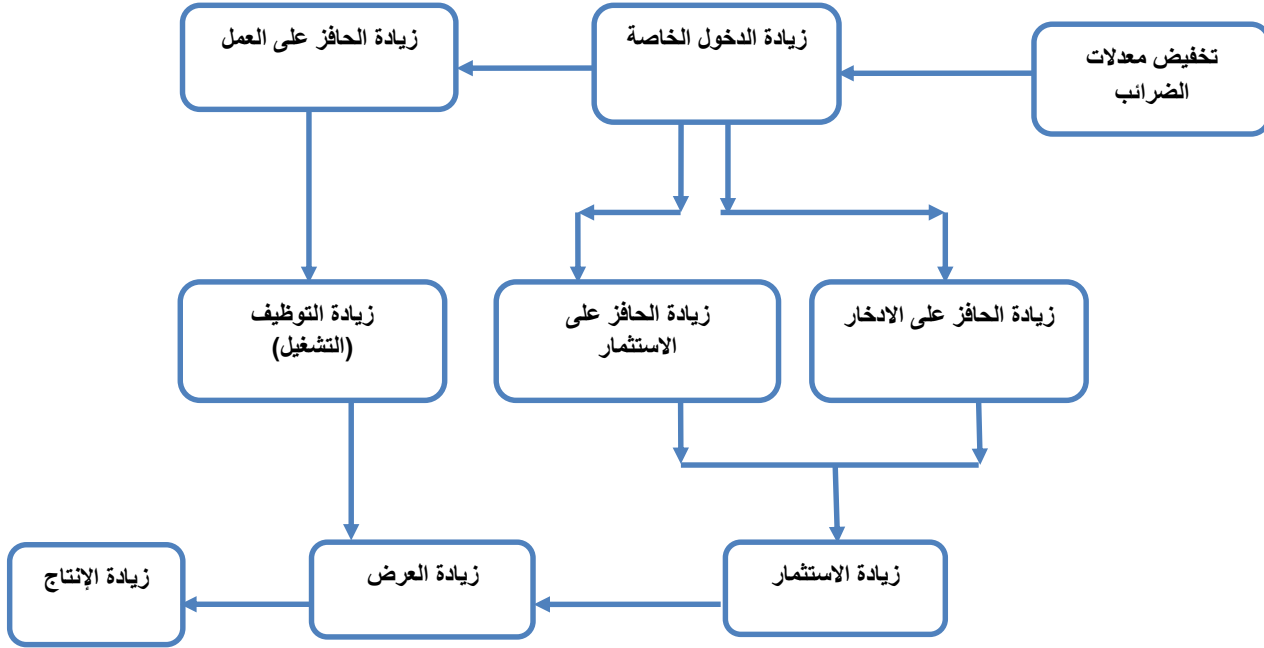 تخفيض معدلات
الضرائب
زيادة الدخول الخاصة
زيادة الحافز على العمل
زيادة الحافز على الادخار
زيادة الحافز على
الاستثمار
زيادة التوظيف
(التشغيل)
زيادة الاستثمار
زيادة العرض
زيادة الإنتاج